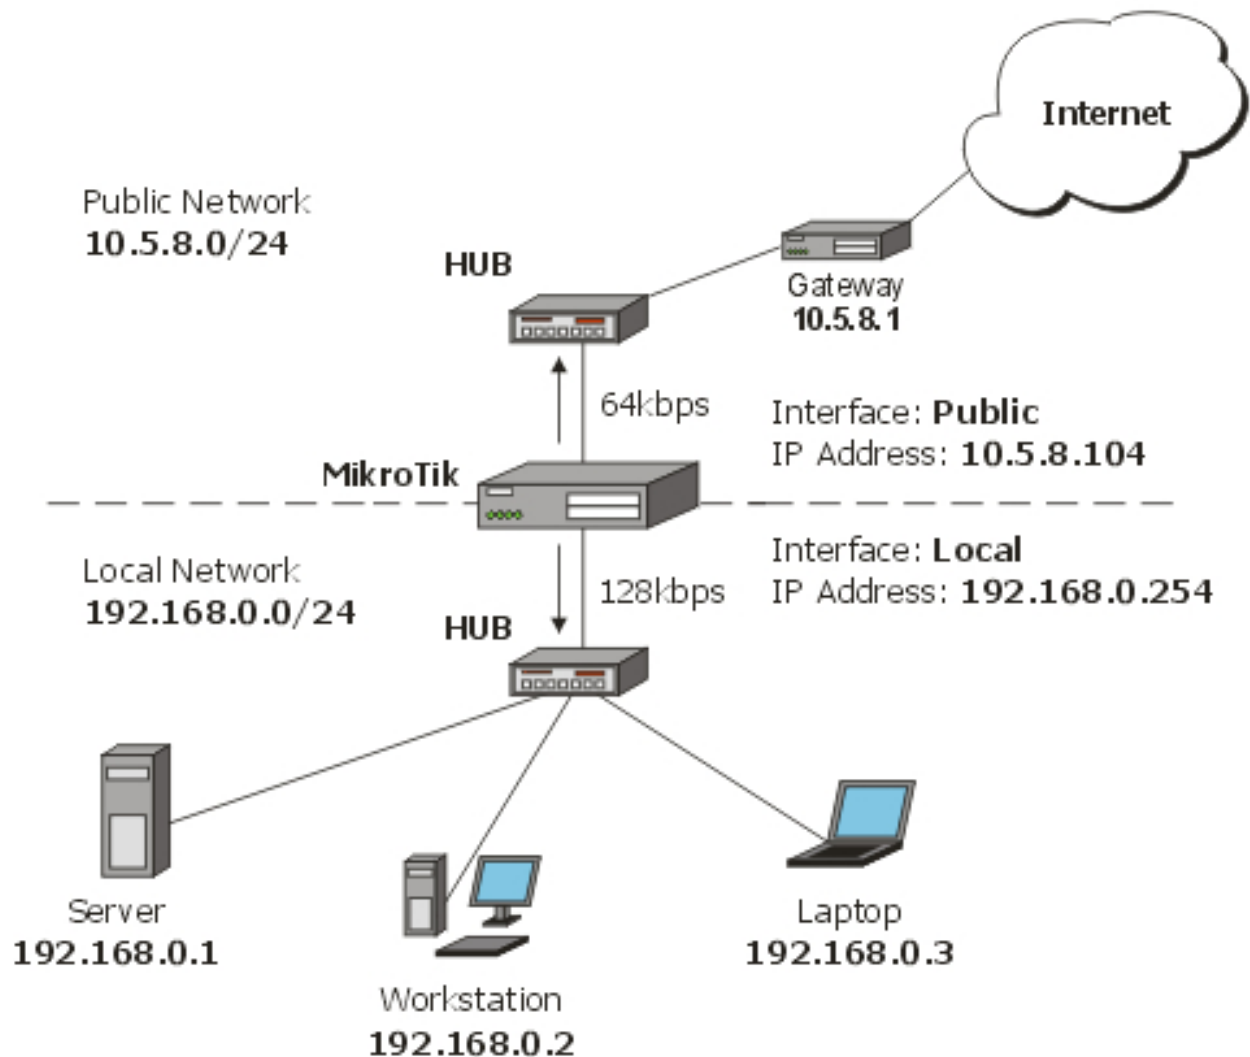 Internet
Public Network
10.5.8.0/24
HUB
Gateway
10.5.8.1
64kbps
Interface: Public
IP Address: 10.5.8.104
MikroTik
Local Network
192.168.0.0/24
Interface: Local
IP Address: 192.168.0.254
128kbps
HUB
Server
192.168.0.1
Workstation
192.168.0.2
Laptop
192.168.0.3